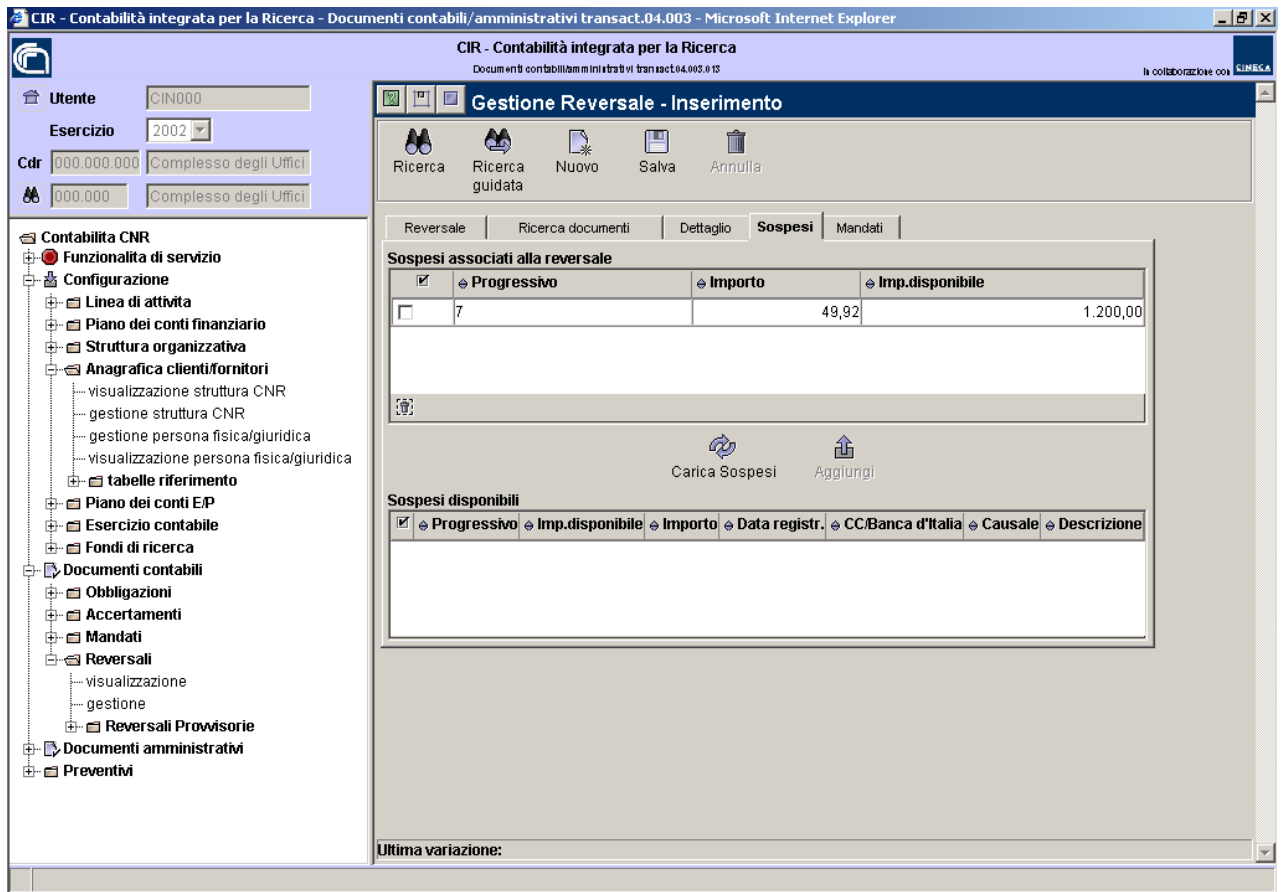 CIR - Contabilità integrata per la Ricerca - Documenti contabili/amministrativi transact.04.003 - Microsoft Internet Explorer
CIR - Contabilità integrata per la Ricerca
Documenti contabili/amministrativi transact.04.003.013
In collaborazione con CINECA
Utente CIN000
Esercizio 2002
Cdr 000.000.000 Complesso degli Uffici
000.000 Complesso degli Uffici
Contabilita CNR
Funzionalita di servizio
Configurazione
Linea di attivita
Piano dei conti finanziario
Struttura organizzativa
Anagrafica clienti/fornitori
visualizzazione struttura CNR
gestione struttura CNR
gestione persona fisica/giuridica
visualizzazione persona fisica/giuridica
tabelle riferimento
Piano dei conti E/P
Esercizio contabile
Fondi di ricerca
Documenti contabili
Obbligazioni
Accertamenti
Mandati
Reversali
visualizzazione
gestione
Reversali Provvisorie
Documenti amministrativi
Preventivi
Gestione Reversale - Inserimento
Ricerca Ricerca guidata Nuovo Salva Annulla
Reversale Ricerca documenti Dettaglio Sospesi Mandati
Sospesi associati alla reversale
Progressivo Importo Imp.disponibile
7 49,92 1.200,00
Carica Sospesi Aggiungi
Sospesi disponibili
Progressivo Imp.disponibile Importo Data registr. CC/Banca d'Italia Causale Descrizione
Ultima variazione: